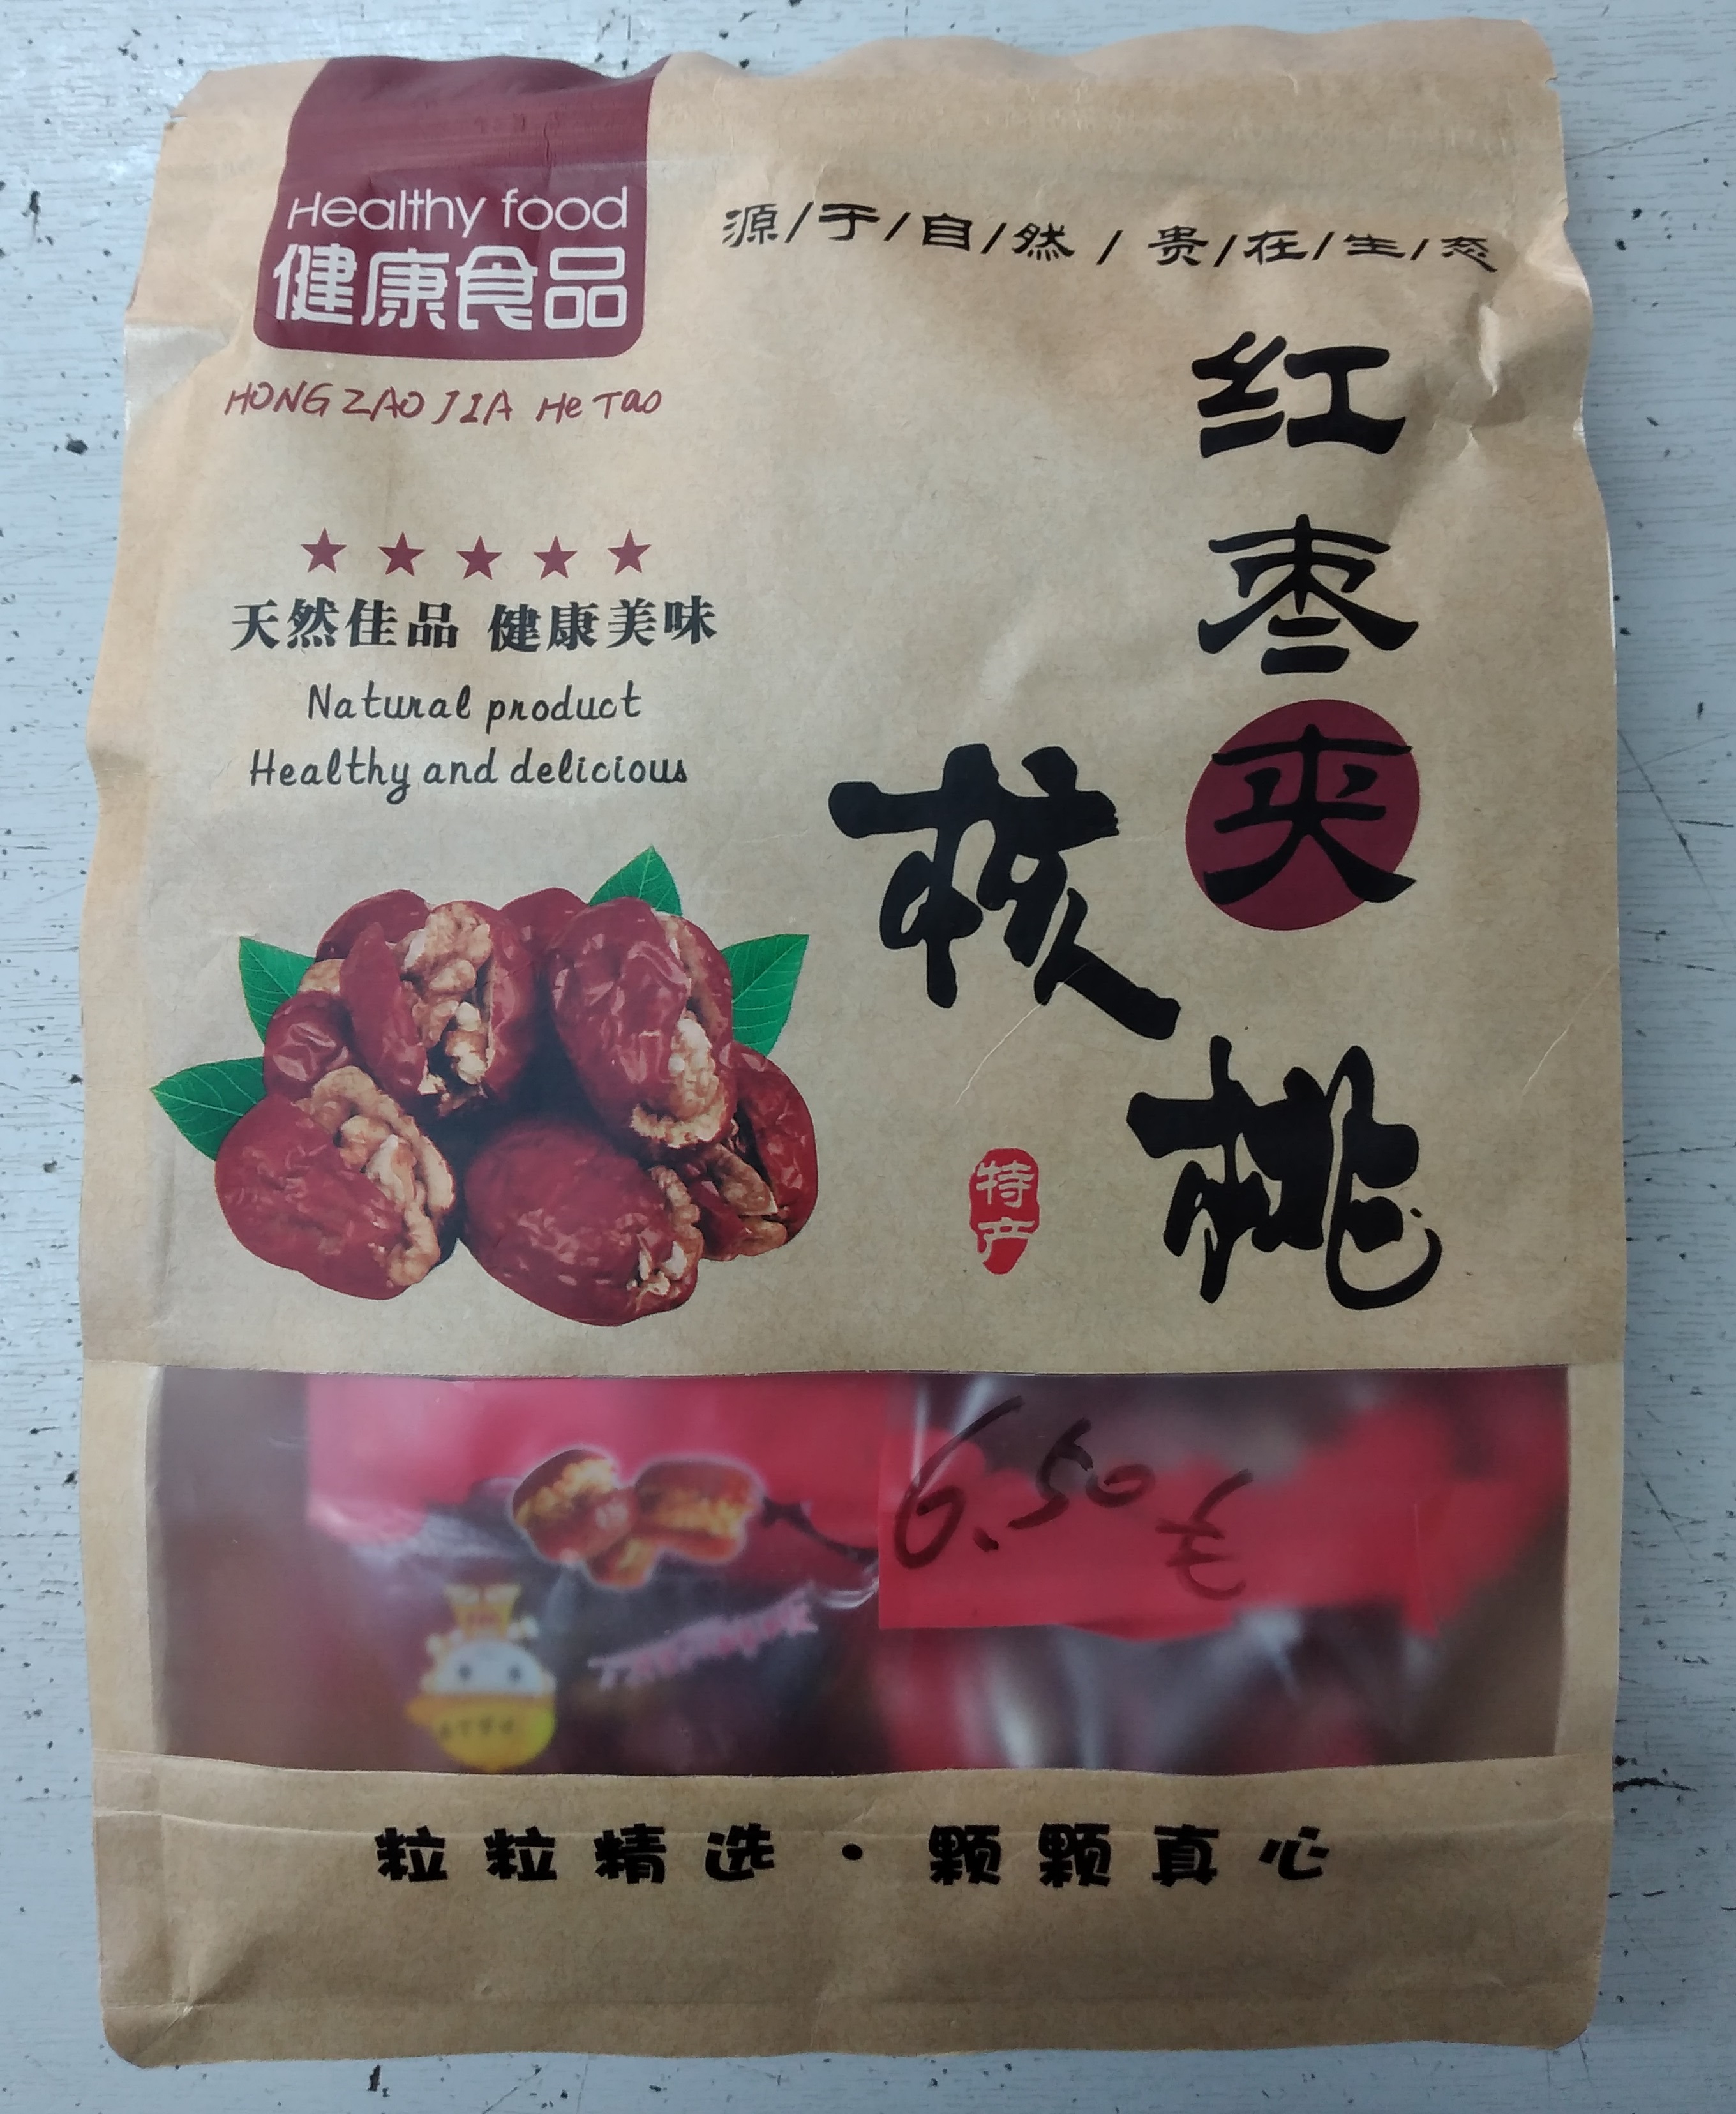 Healthy food
健康食品
源/于/自/然/贵/在/生/态
HONG ZAO JIA He Tao
红枣夹
核桃
天然佳品 健康美味
Natural product
Healthy and delicious
特产
6.50
粒粒精选·颗颗真心